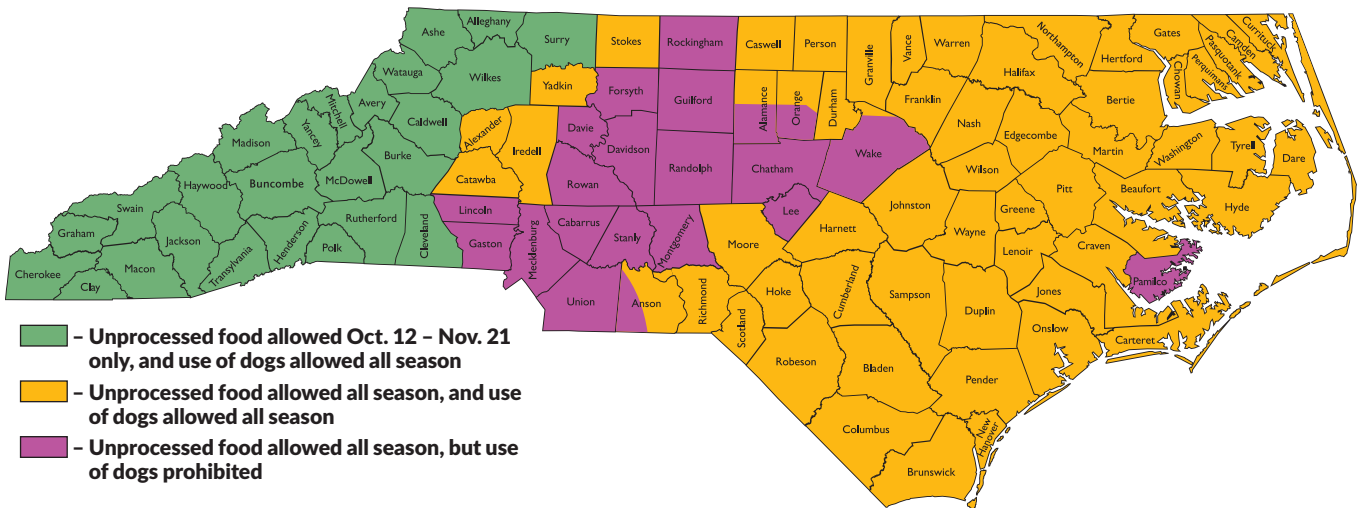 Ashe
Alleghany
Surry
Stokes
Rockingham
Caswell
Person
Granville
Vance
Warren
Northampton
Gates
Currituck
Camden
Pasquotank
Perquimans
Chowan
Hertford
Halifax
Bertie
Watauga
Wilkes
Yadkin
Forsyth
Guilford
Alamance
Orange
Durham
Franklin
Nash
Edgecombe
Martin
Washington
Tyrell
Dare
Mitchell
Avery
Caldwell
Alexander
Iredell
Davie
Davidson
Randolph
Chatham
Wake
Wilson
Pitt
Beaufort
Hyde
Madison
Yancey
Burke
Catawba
Rowan
Lee
Johnston
Greene
Haywood
Buncombe
McDowell
Lincoln
Cabarrus
Stanly
Montgomery
Moore
Harnett
Wayne
Lenoir
Craven
Pamilco
Swain
Graham
Jackson
Henderson
Rutherford
Polk
Cleveland
Gaston
Mecklenburg
Cherokee
Clay
Macon
Transylvania
Union
Anson
Richmond
Scotland
Hoke
Cumberland
Sampson
Duplin
Jones
Onslow
Carteret
Robeson
Bladen
Pender
Columbus
Brunswick
New
Hanover
– Unprocessed food allowed Oct. 12 – Nov. 21
only, and use of dogs allowed all season
– Unprocessed food allowed all season, and use
of dogs allowed all season
– Unprocessed food allowed all season, but use
of dogs prohibited